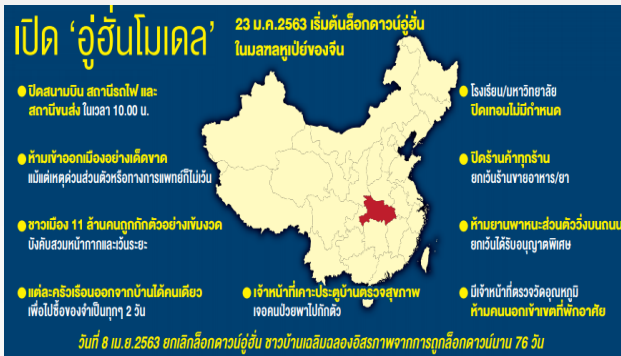 เปิด ‘อู่ฮั่นโมเดล’
23 ม.ค.2563 เริ่มต้นล็อกดาวน์อู่ฮั่น
ในมลฑลหูเป่ย์ของจีน
ปิดสนามบิน สถานีรถไฟ และ
สถานีขนส่ง ในเวลา 10.00 น.
ห้ามเข้าออกเมืองอย่างเด็ดขาด
แม้แต่เหตุด่วนส่วนตัวหรือทางการแพทย์ก็ไม่เว้น
ชาวเมือง 11 ล้านคนถูกกักตัวอย่างเข้มงวด
บังคับสวมหน้ากากและเว้นระยะ
แต่ละครัวเรือนออกจากบ้านได้คนเดียว
เพื่อไปซื้อของจำเป็นทุกๆ 2 วัน
เจ้าหน้าที่เคาะประตูบ้านตรวจสุขภาพ
เจอคนป่วยพาไปกักตัว
โรงเรียน/มหาวิทยาลัย
ปิดเทอมไม่มีกำหนด
ปิดร้านค้าทุกร้าน
ยกเว้นร้านขายอาหาร/ยา
ห้ามยานพาหนะส่วนตัววิ่งบนถนน
ยกเว้นได้รับอนุญาตพิเศษ
มีเจ้าหน้าที่ตรวจวัดอุณหภูมิ
ห้ามคนนอกเข้าเขตที่พักอาศัย
วันที่ 8 เม.ย.2563 ยกเลิกล็อกดาวน์อู่ฮั่น ชาวบ้านเฉลิมฉลองอิสรภาพจากการถูกล็อกดาวน์นาน 76 วัน